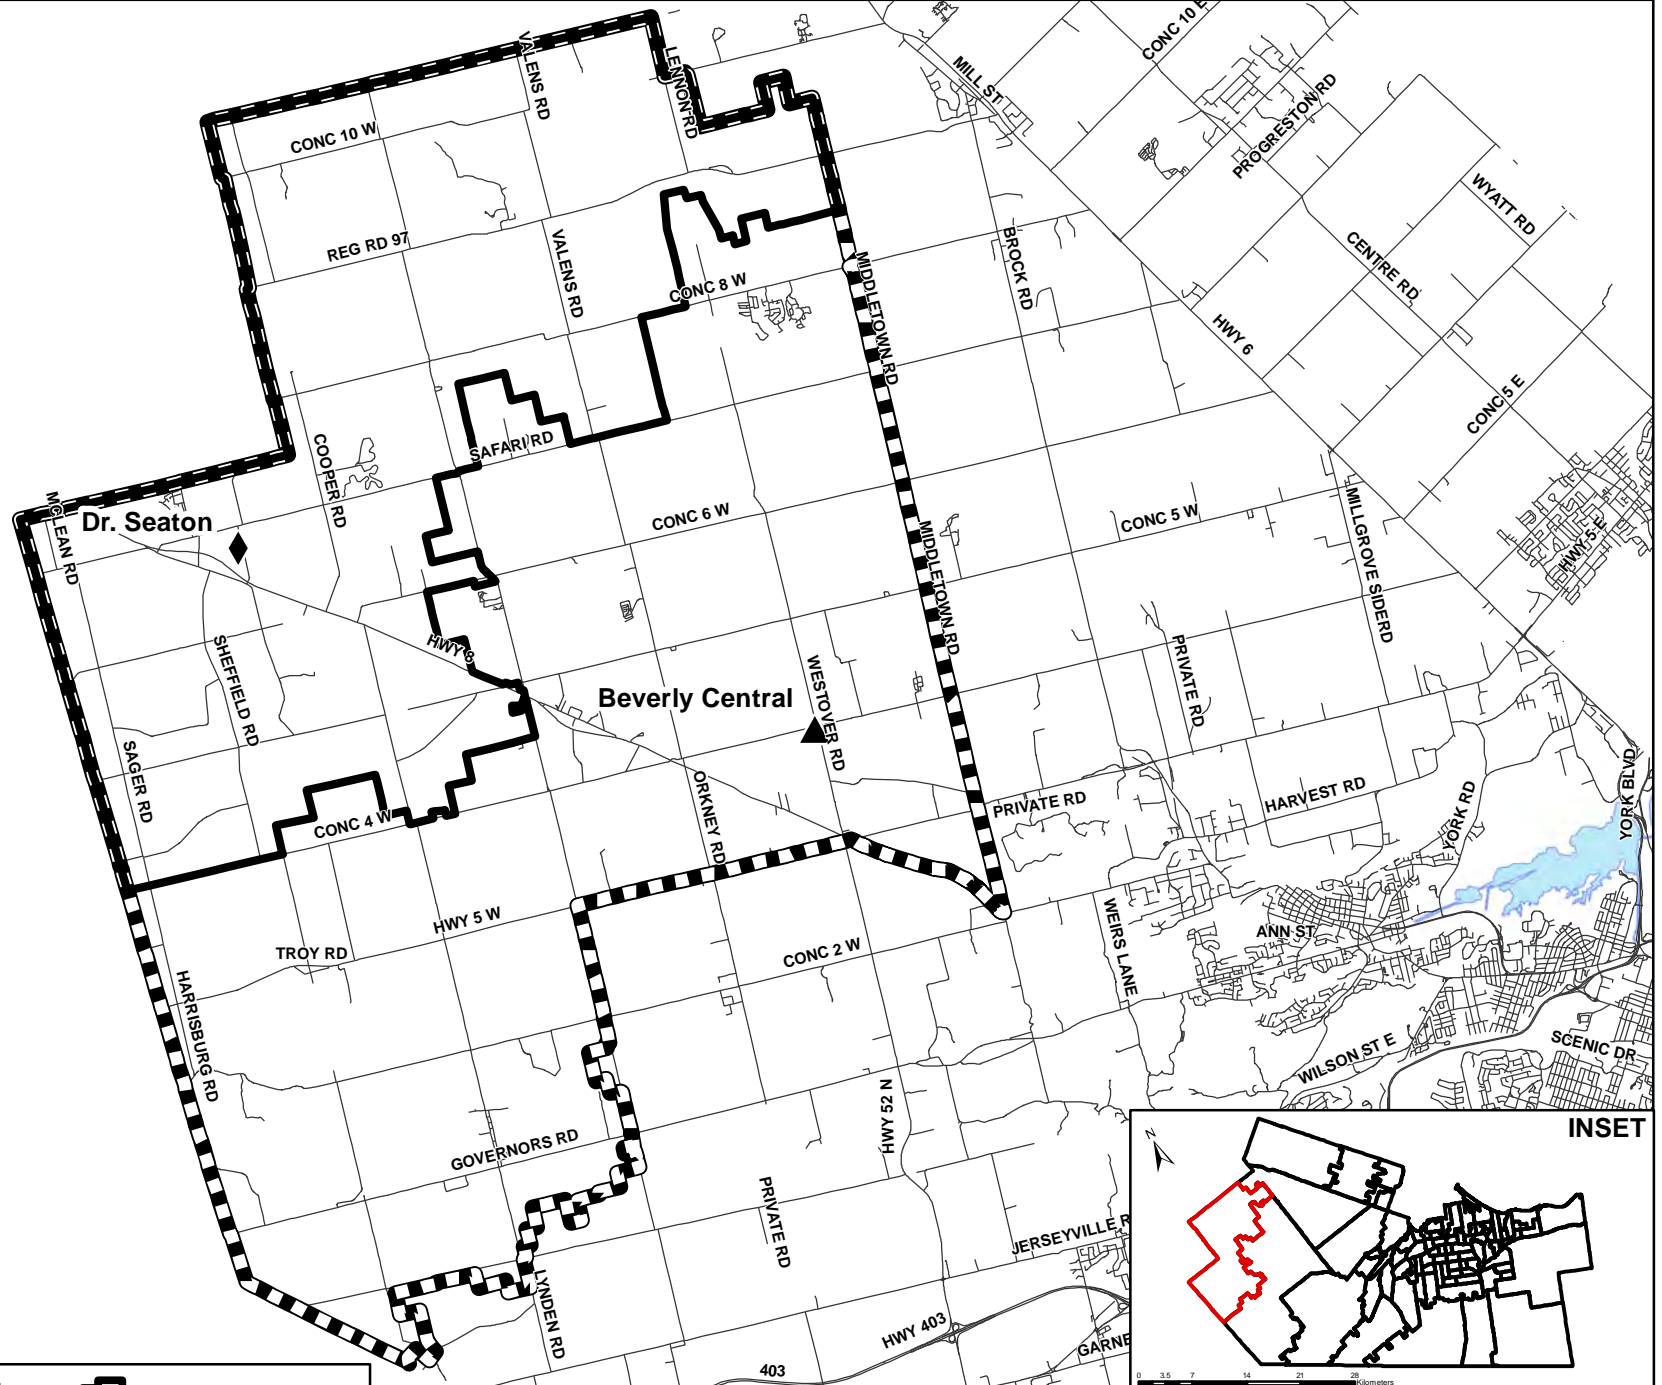 CONC 10 E
VALENS RD
LENNON RD
MILL ST
PROGRESTON RD
CONC 10 W
WYATT RD
REG RD 97
VALENS RD
BROCK RD
CENTRE RD
CONC 8 W
MIDDLETOWN RD
HWY 6
CONC 5 E
COOPER RD
SAFARI RD
MCLEAN RD
Dr. Seaton
CONC 6 W
CONC 5 W
MILLGROVE SIDERD
HWY 5 E
MIDDLETOWN RD
SHEFFIELD RD
HWY 8
WESTOVER RD
PRIVATE RD
Beverly Central
SAGER RD
ORKNEY RD
YORK BLVD
CONC 4 W
PRIVATE RD
HARVEST RD
YORK RD
HWY 5 W
TROY RD
CONC 2 W
WEIRS LANE
ANN ST
HARRISBURG RD
WILSON ST E
SCENIC DR
HWY 52 N
GOVERNORS RD
INSET
N
PRIVATE RD
JERSEYVILLE R
LYNDEN RD
HWY 403
GARNE
403
0 3.5 7 14 21 28
Kilometers